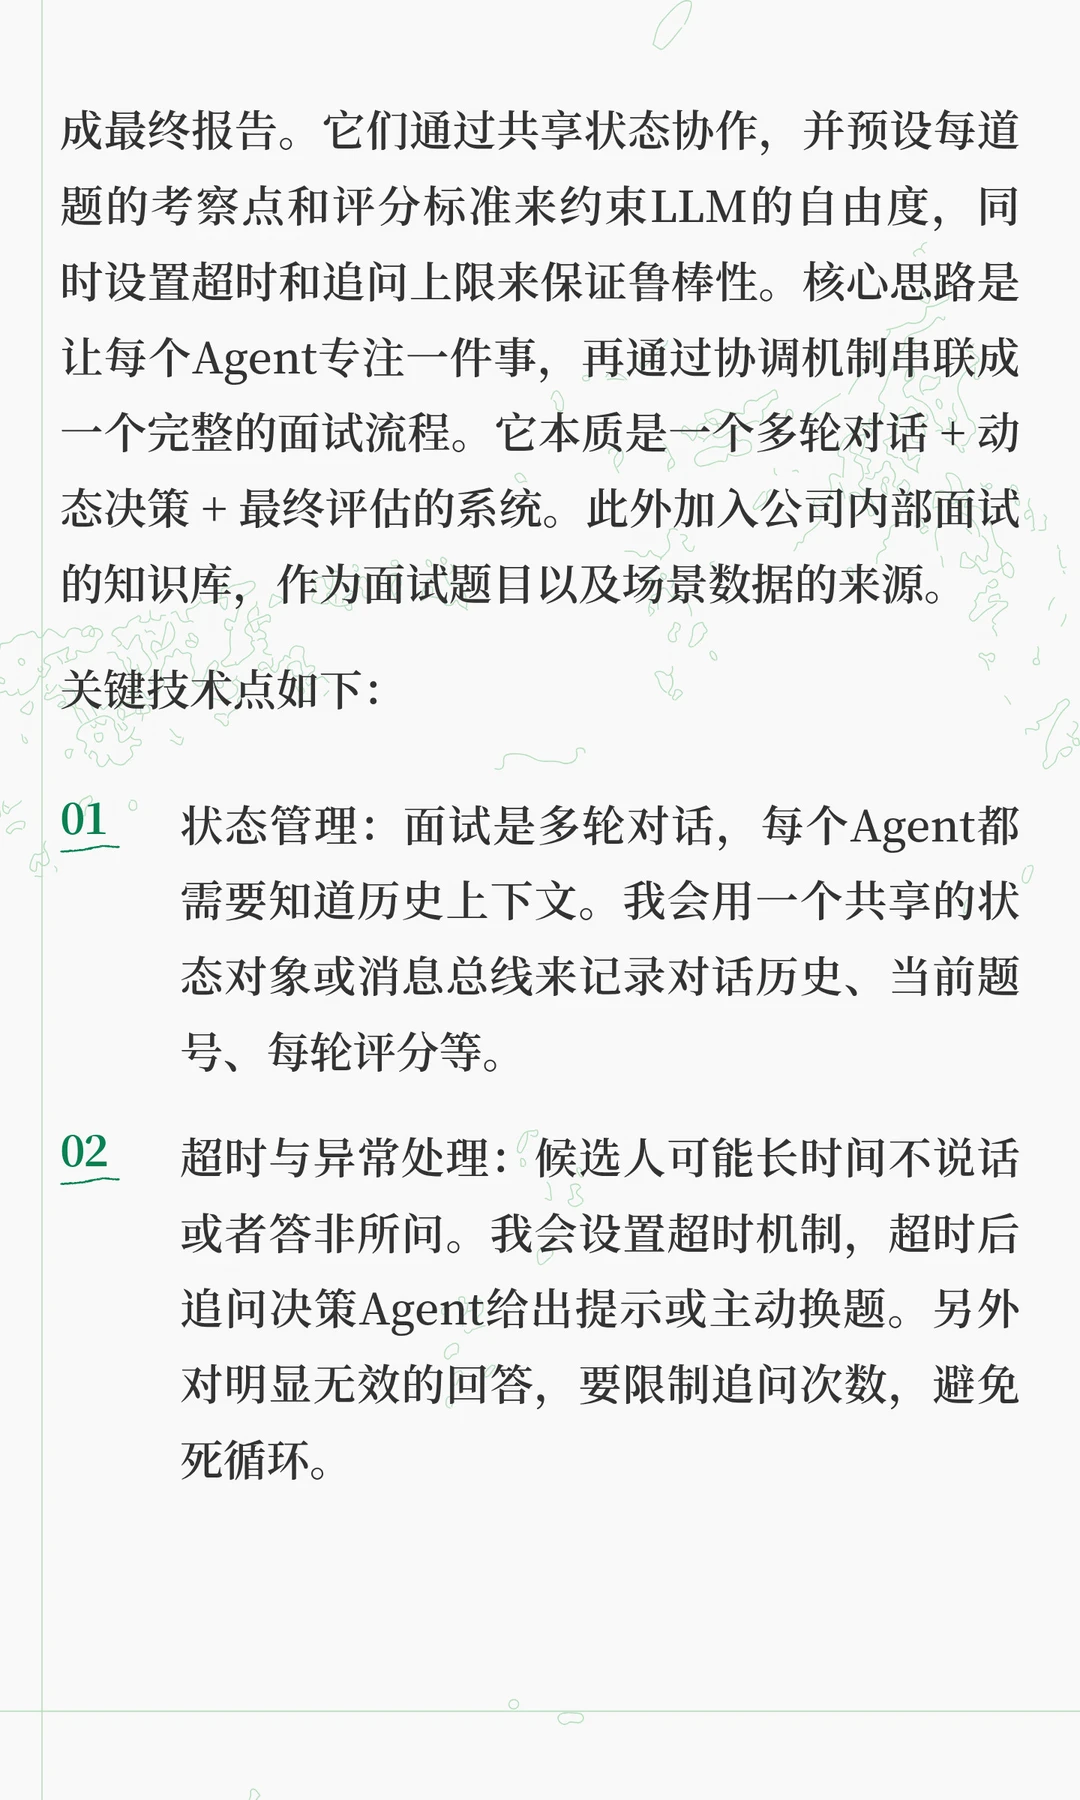 成最终报告。它们通过共享状态协作，并预设每道
题的考察点和评分标准来约束LLM的自由度，同
时设置超时和追问上限来保证鲁棒性。核心思路是
让每个Agent专注一件事，再通过协调机制串联成
一个完整的面试流程。它本质是一个多轮对话 + 动
态决策 + 最终评估的系统。此外加入公司内部面试
的知识库，作为面试题目以及场景数据的来源。
关键技术点如下：
01 状态管理：面试是多轮对话，每个Agent都
需要知道历史上下文。我会用一个共享的状
态对象或消息总线来记录对话历史、当前题
号、每轮评分等。
02 超时与异常处理：候选人可能长时间不说话
或者答非所问。我会设置超时机制，超时后
追问决策Agent给出提示或主动换题。另外
对明显无效的回答，要限制追问次数，避免
死循环。